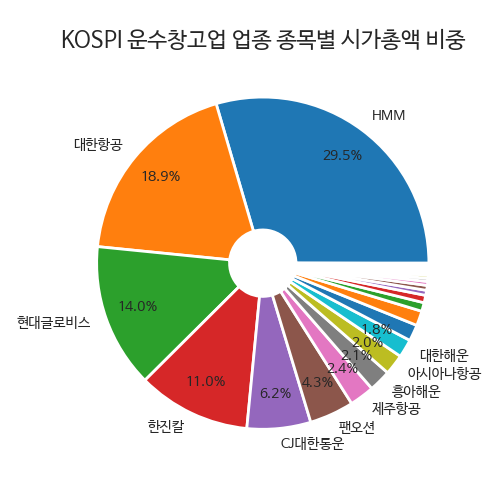 KOSPI 운수창고업 업종 종목별 시가총액 비중
HMM
29.5%
대한항공
18.9%
현대글로비스
14.0%
한진칼
11.0%
CJ대한통운
6.2%
팬오션
4.3%
제주항공
2.4%
흥아해운
2.1%
아시아나항공
2.0%
대한해운
1.8%